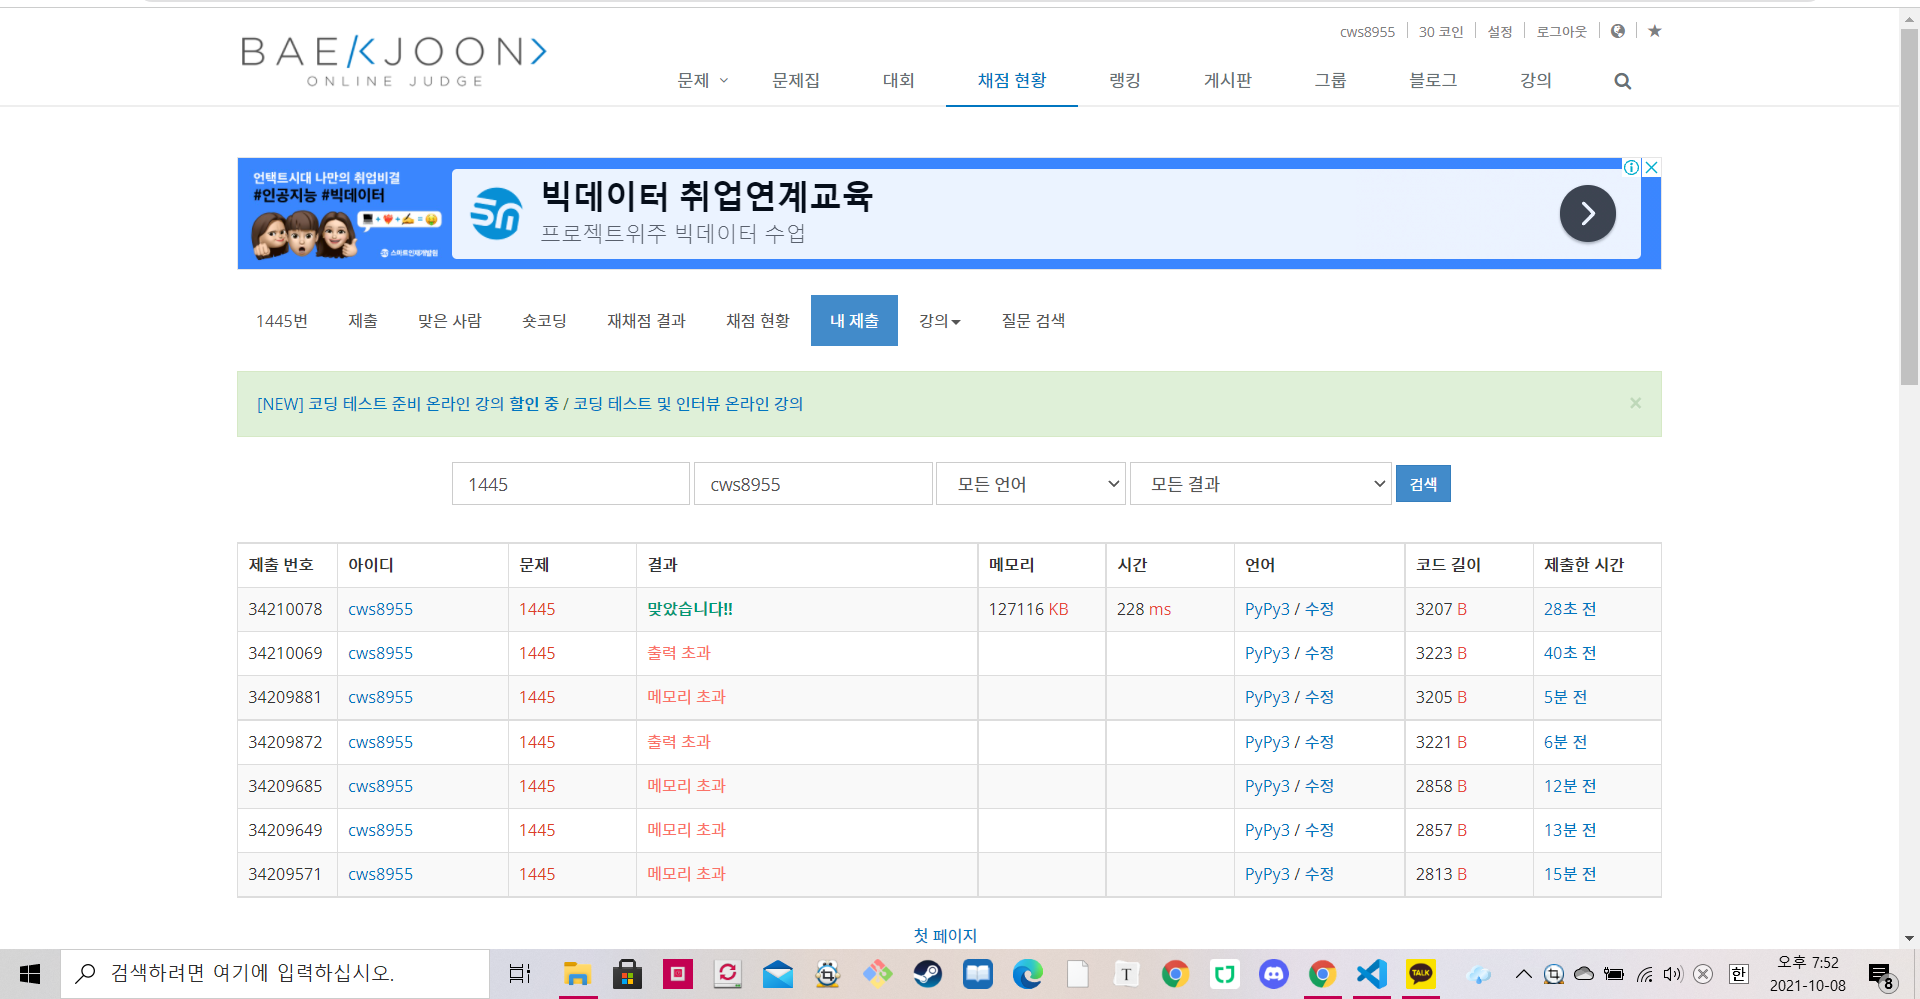 cws8955 30 코인 설정 로그아웃
BAEKJOON>
ONLINE JUDGE
문제 문제집 대회 채점 현황 랭킹 게시판 그룹 블로그 강의
언택트시대 나만의 취업비결
#인공지능 #빅데이터
스마트인재개발원
빅데이터 취업연계교육
프로젝트위주 빅데이터 수업
1445번 제출 맞은 사람 숏코딩 재채점 결과 채점 현황 내 제출 강의 질문 검색
[NEW] 코딩 테스트 준비 온라인 강의 할인 중 / 코딩 테스트 및 인터뷰 온라인 강의 ×
1445 cws8955 모든 언어 모든 결과 검색
제출 번호 아이디 문제 결과 메모리 시간 언어 코드 길이 제출한 시간
34210078 cws8955 1445 맞았습니다!! 127116 KB 228 ms PyPy3 / 수정 3207 B 28초 전
34210069 cws8955 1445 출력 초과 PyPy3 / 수정 3223 B 40초 전
34209881 cws8955 1445 메모리 초과 PyPy3 / 수정 3205 B 5분 전
34209872 cws8955 1445 출력 초과 PyPy3 / 수정 3221 B 6분 전
34209685 cws8955 1445 메모리 초과 PyPy3 / 수정 2858 B 12분 전
34209649 cws8955 1445 메모리 초과 PyPy3 / 수정 2857 B 13분 전
34209571 cws8955 1445 메모리 초과 PyPy3 / 수정 2813 B 15분 전
첫 페이지
검색하려면 여기에 입력하십시오.
T
TALK
한
오후 7:52
2021-10-08
8